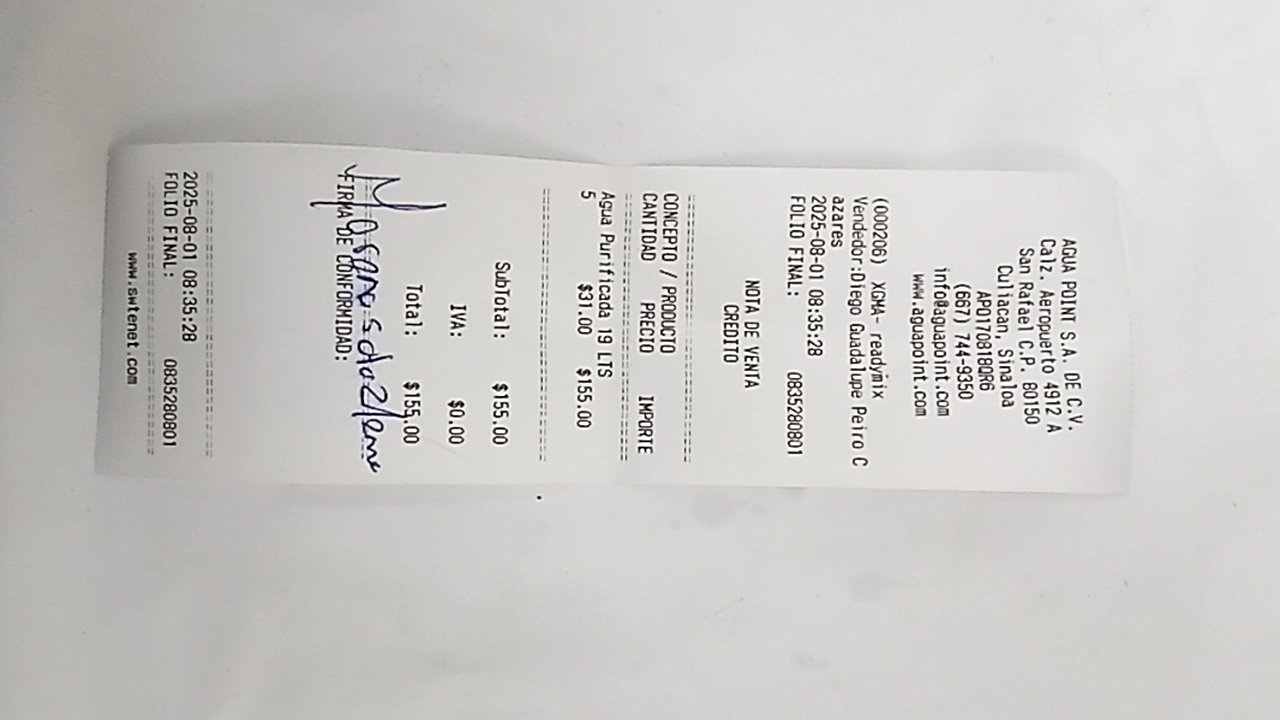 AGUA POINT S.A. DE C.V.
Calz. Aeropuerto 4912 A
San Rafael C.P. 80150
Culiacan, Sinaloa
APO170818QR6
(667) 744-9350
info@aguapoint.com
www.aguapoint.com
(000206) XGMA- readymix
Vendedor:Diego Guadalupe Peiro C
azares
2025-08-01 08:35:28
FOLIO FINAL: 0835280801
NOTA DE VENTA
CREDITO
================================
CONCEPTO / PRODUCTO
CANTIDAD PRECIO IMPORTE
================================
Agua Purificada 19 LTS
5 $31.00 $155.00
================================
SubTotal: $155.00
IVA: $0.00
Total: $155.00
FIRMA DE CONFORMIDAD:
================================
2025-08-01 08:35:28
FOLIO FINAL: 0835280801
================================
www.swtenet.com